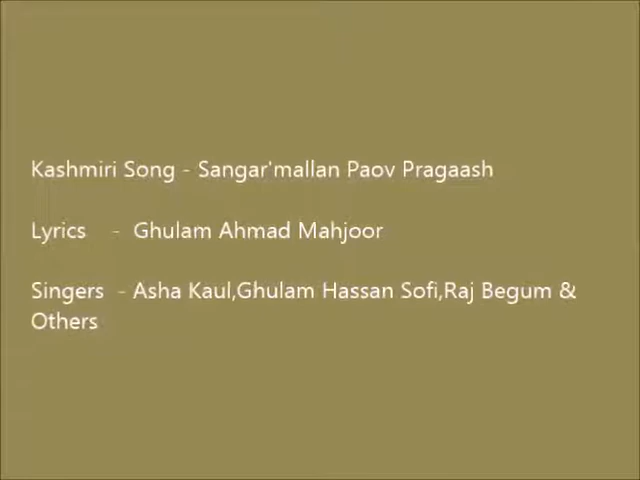 Kashmiri Song - Sangar'mallan Paov Pragaash
Lyrics - Ghulam Ahmad Mahjoor
Singers - Asha Kaul,Ghulam Hassan Sofi,Raj Begum &
Others